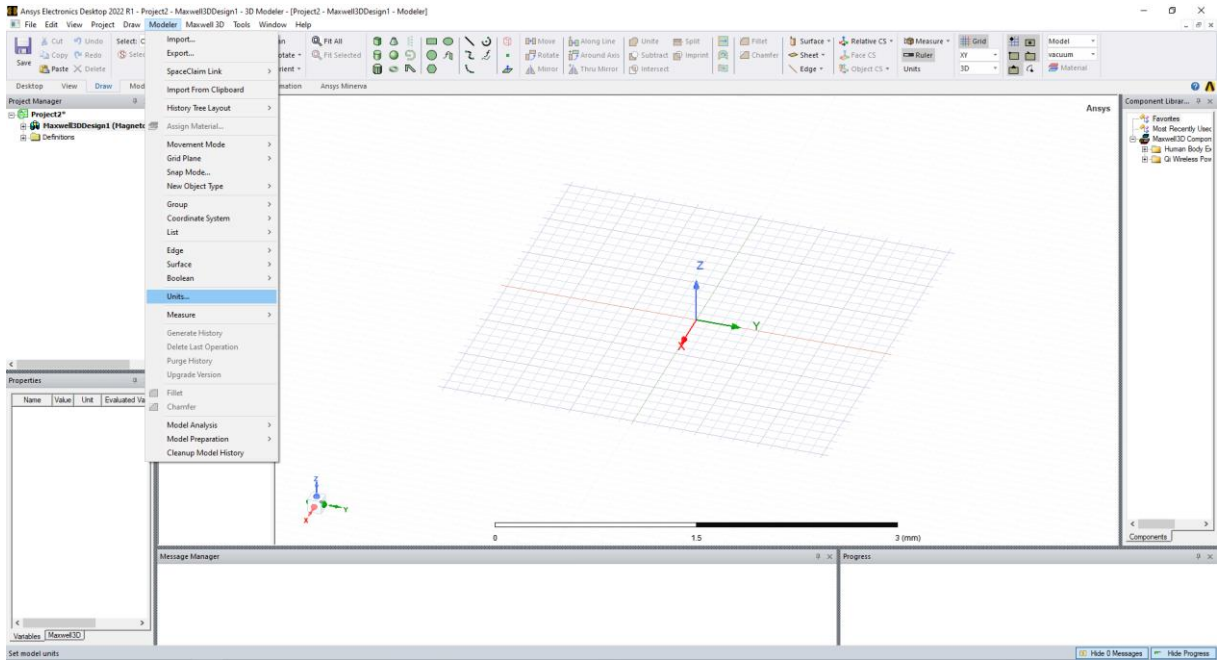 Ansys Electronics Desktop 2022 R1 - Project2 - Maxwell3DDesign1 - 3D Modeler - [Project2 - Maxwell3DDesign1 - Modeler]
File Edit View Project Draw Modeler Maxwell 3D Tools Window Help
Save
Cut Undo Select: C
Copy Redo
Paste Delete
Fit All
Fit Selected
Move Along Line Unite Split Fillet Surface Relative CS Measure Grid Model
Rotate Around Axis Subtract Imprint Chamfer Sheet Face CS Ruler XY vacuum
Mirror Thru Mirror Intersect Edge Object CS Units 3D Material
Desktop View Draw Mod
mation Ansys Minerva
Import...
Export...
SpaceClaim Link
Import From Clipboard
History Tree Layout
Assign Material...
Movement Mode
Grid Plane
Snap Mode...
New Object Type
Group
Coordinate System
List
Edge
Surface
Boolean
Units...
Measure
Generate History
Delete Last Operation
Purge History
Upgrade Version
Fillet
Chamfer
Model Analysis
Model Preparation
Cleanup Model History
Project Manager
Project2*
Maxwell3DDesign1 (Magneto
Definitions
Properties
Name Value Unit Evaluated Va
Variables Maxwell3D
Ansys
Z
Y
X
Z
Y
X
0 1.5 3 (mm)
Component Librar...
Favorites
Most Recently Used
Maxwell3D Compon
Human Body Ex
Qi Wireless Pow
Components
Message Manager
Progress
Set model units
Hide 0 Messages Hide Progress